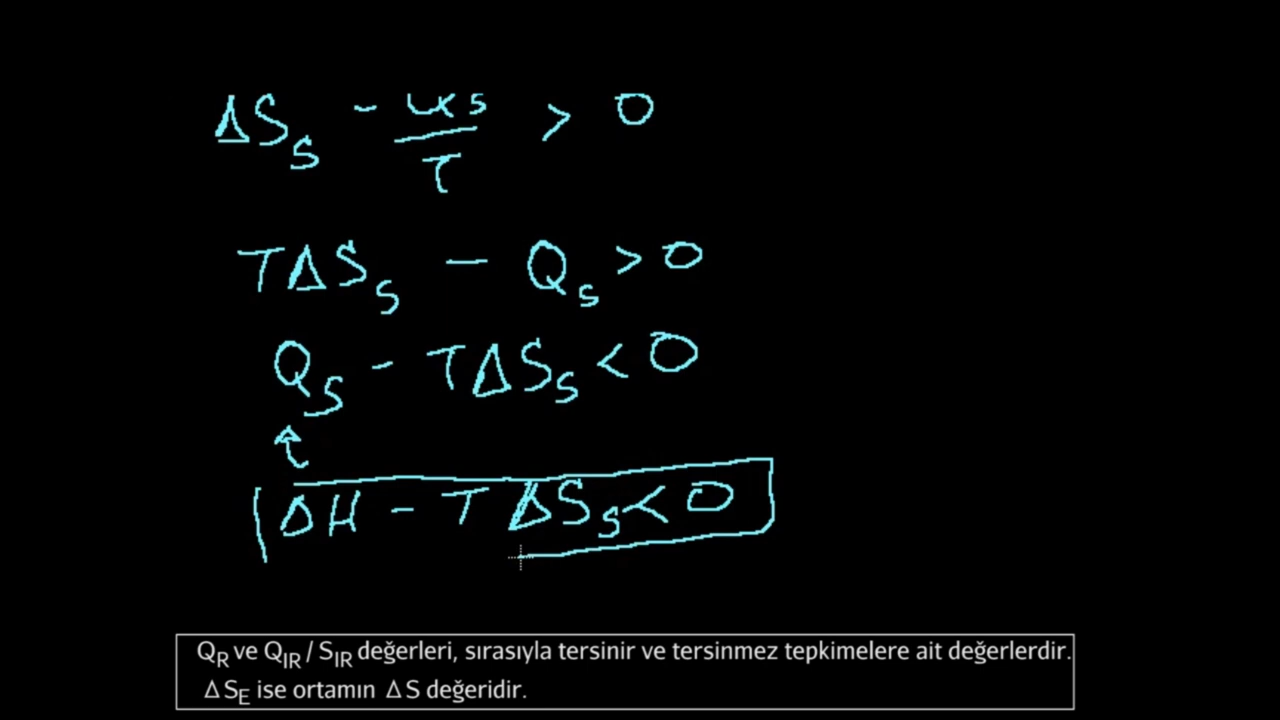 ΔS_S - Q_S/T > 0
TΔS_S - Q_S > 0
Q_S - TΔS_S < 0
ΔH - TΔS_S < 0
Q_R ve Q_IR / S_IR değerleri, sırasıyla tersinir ve tersinmez tepkimelere ait değerlerdir.
ΔS_E ise ortamın ΔS değeridir.